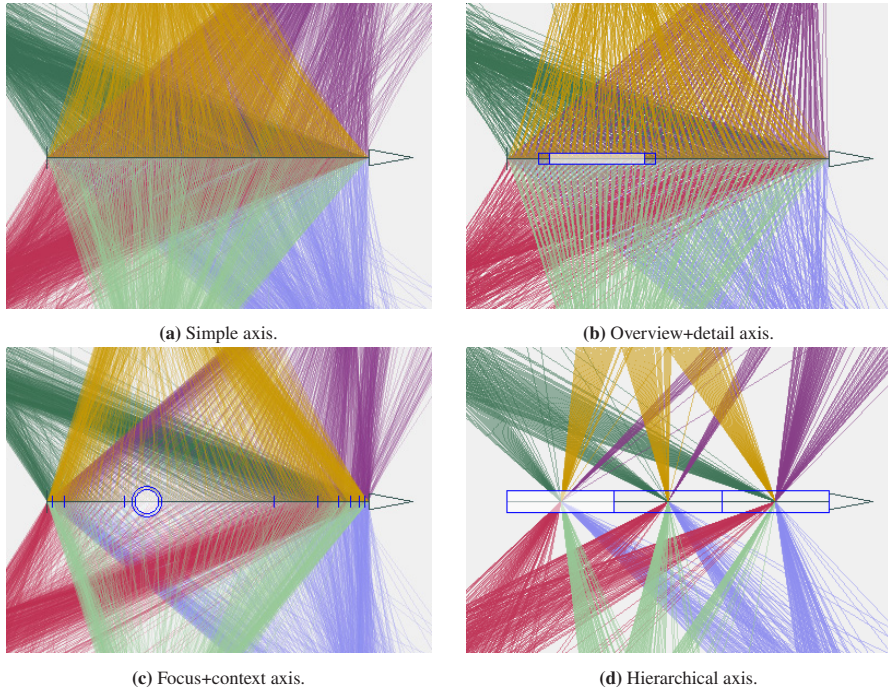 (a) Simple axis.
(b) Overview+detail axis.
(c) Focus+context axis.
(d) Hierarchical axis.